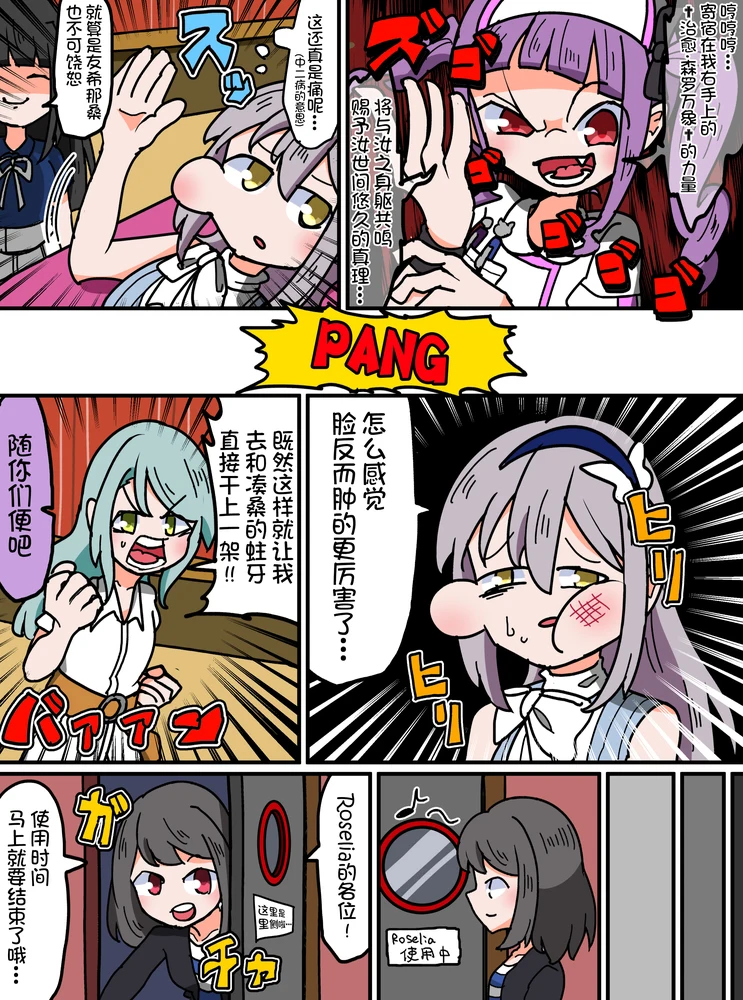 哼哼哼…
寄宿在我右手上的
†治愈·森罗万象†的力量
将与汝之身躯共鸣
赐予汝世间悠久的真理…
ゴゴゴ
ゴゴゴ
这还真是痛呢…
(中二病的意思)
スッ
就算是友希那桑
也不可饶恕
PANG
怎么感觉
脸反而肿的更厉害了…
ヒリ
ヒリ
既然这样就让我
去和凑桑的蛀牙
直接干上一架!!
随你们便吧
バァァァン
Roselia
使用中
Roselia的各位!
ガ
チャ
这里是
里侧哦…
使用时间
马上就要结束了哦…